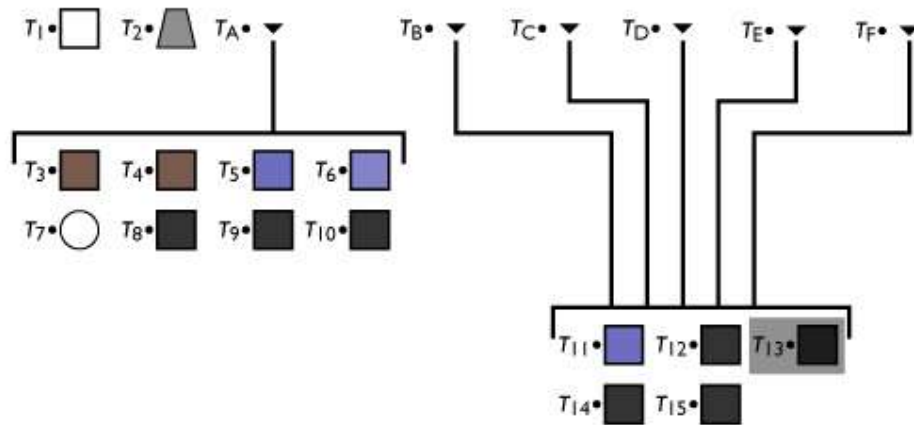 T1 T2 TA TB TC TD TE TF
T3 T4 T5 T6
T7 T8 T9 T10
T11 T12 T13
T14 T15